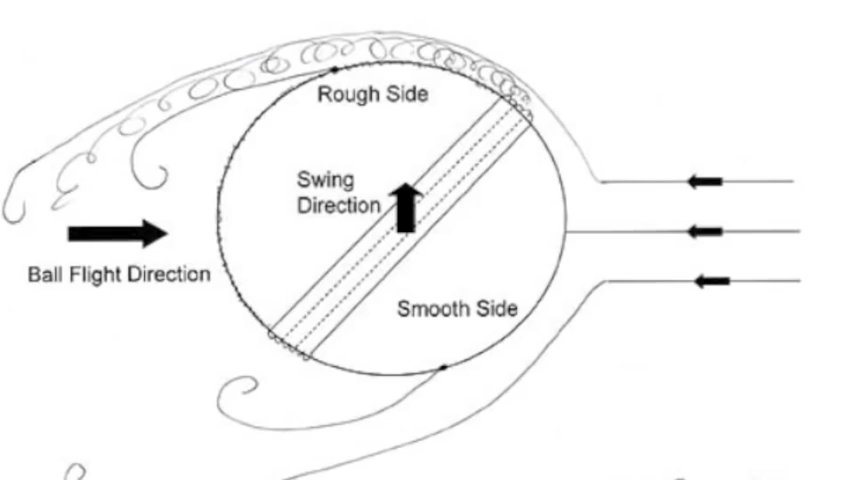 Rough Side
Swing
Direction
Ball Flight Direction
Smooth Side